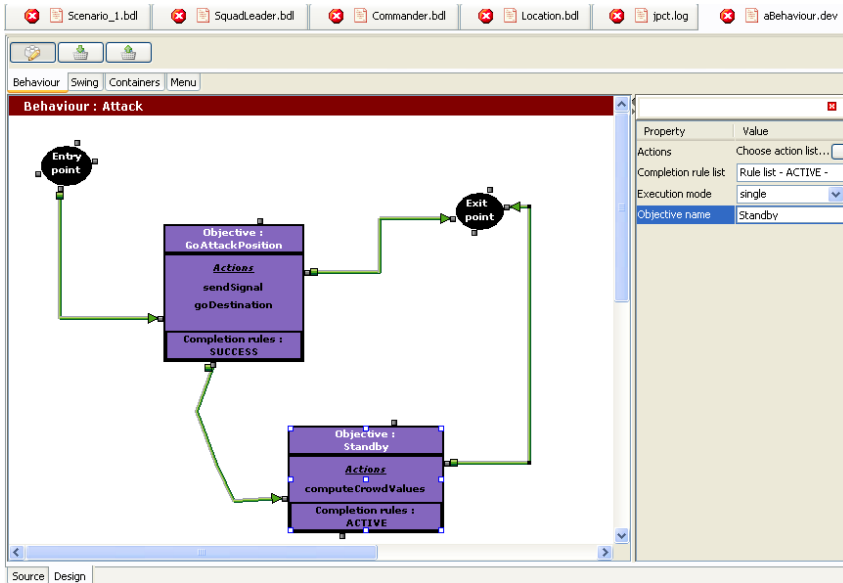 Scenario_1.bdl SquadLeader.bdl Commander.bdl Location.bdl jpct.log aBehaviour.dev
Behaviour Swing Containers Menu
Behaviour : Attack
Entry
point
Exit
point
Objective :
GoAttackPosition
Actions
sendSignal
goDestination
Completion rules :
SUCCESS
Objective :
Standby
Actions
computeCrowdValues
Completion rules :
ACTIVE
Property Value
Actions Choose action list...
Completion rule list Rule list - ACTIVE -
Execution mode single
Objective name Standby
Source Design